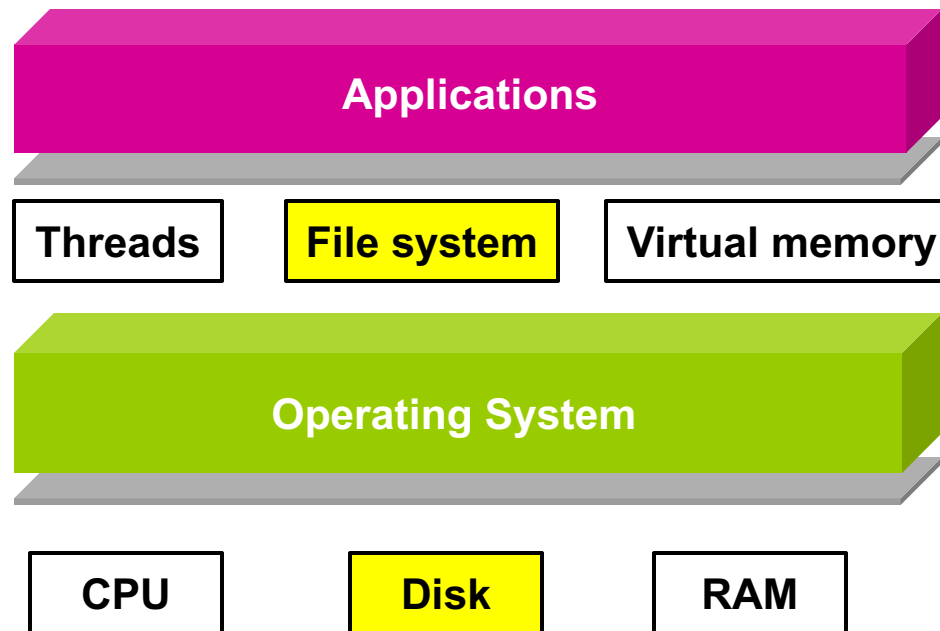 Applications
Threads File system Virtual memory
Operating System
CPU Disk RAM